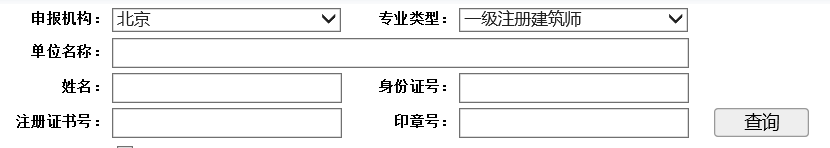 申报机构： 北京 专业类型： 一级注册建筑师
单位名称：
姓名： 身份证号：
注册证书号： 印章号： 查询